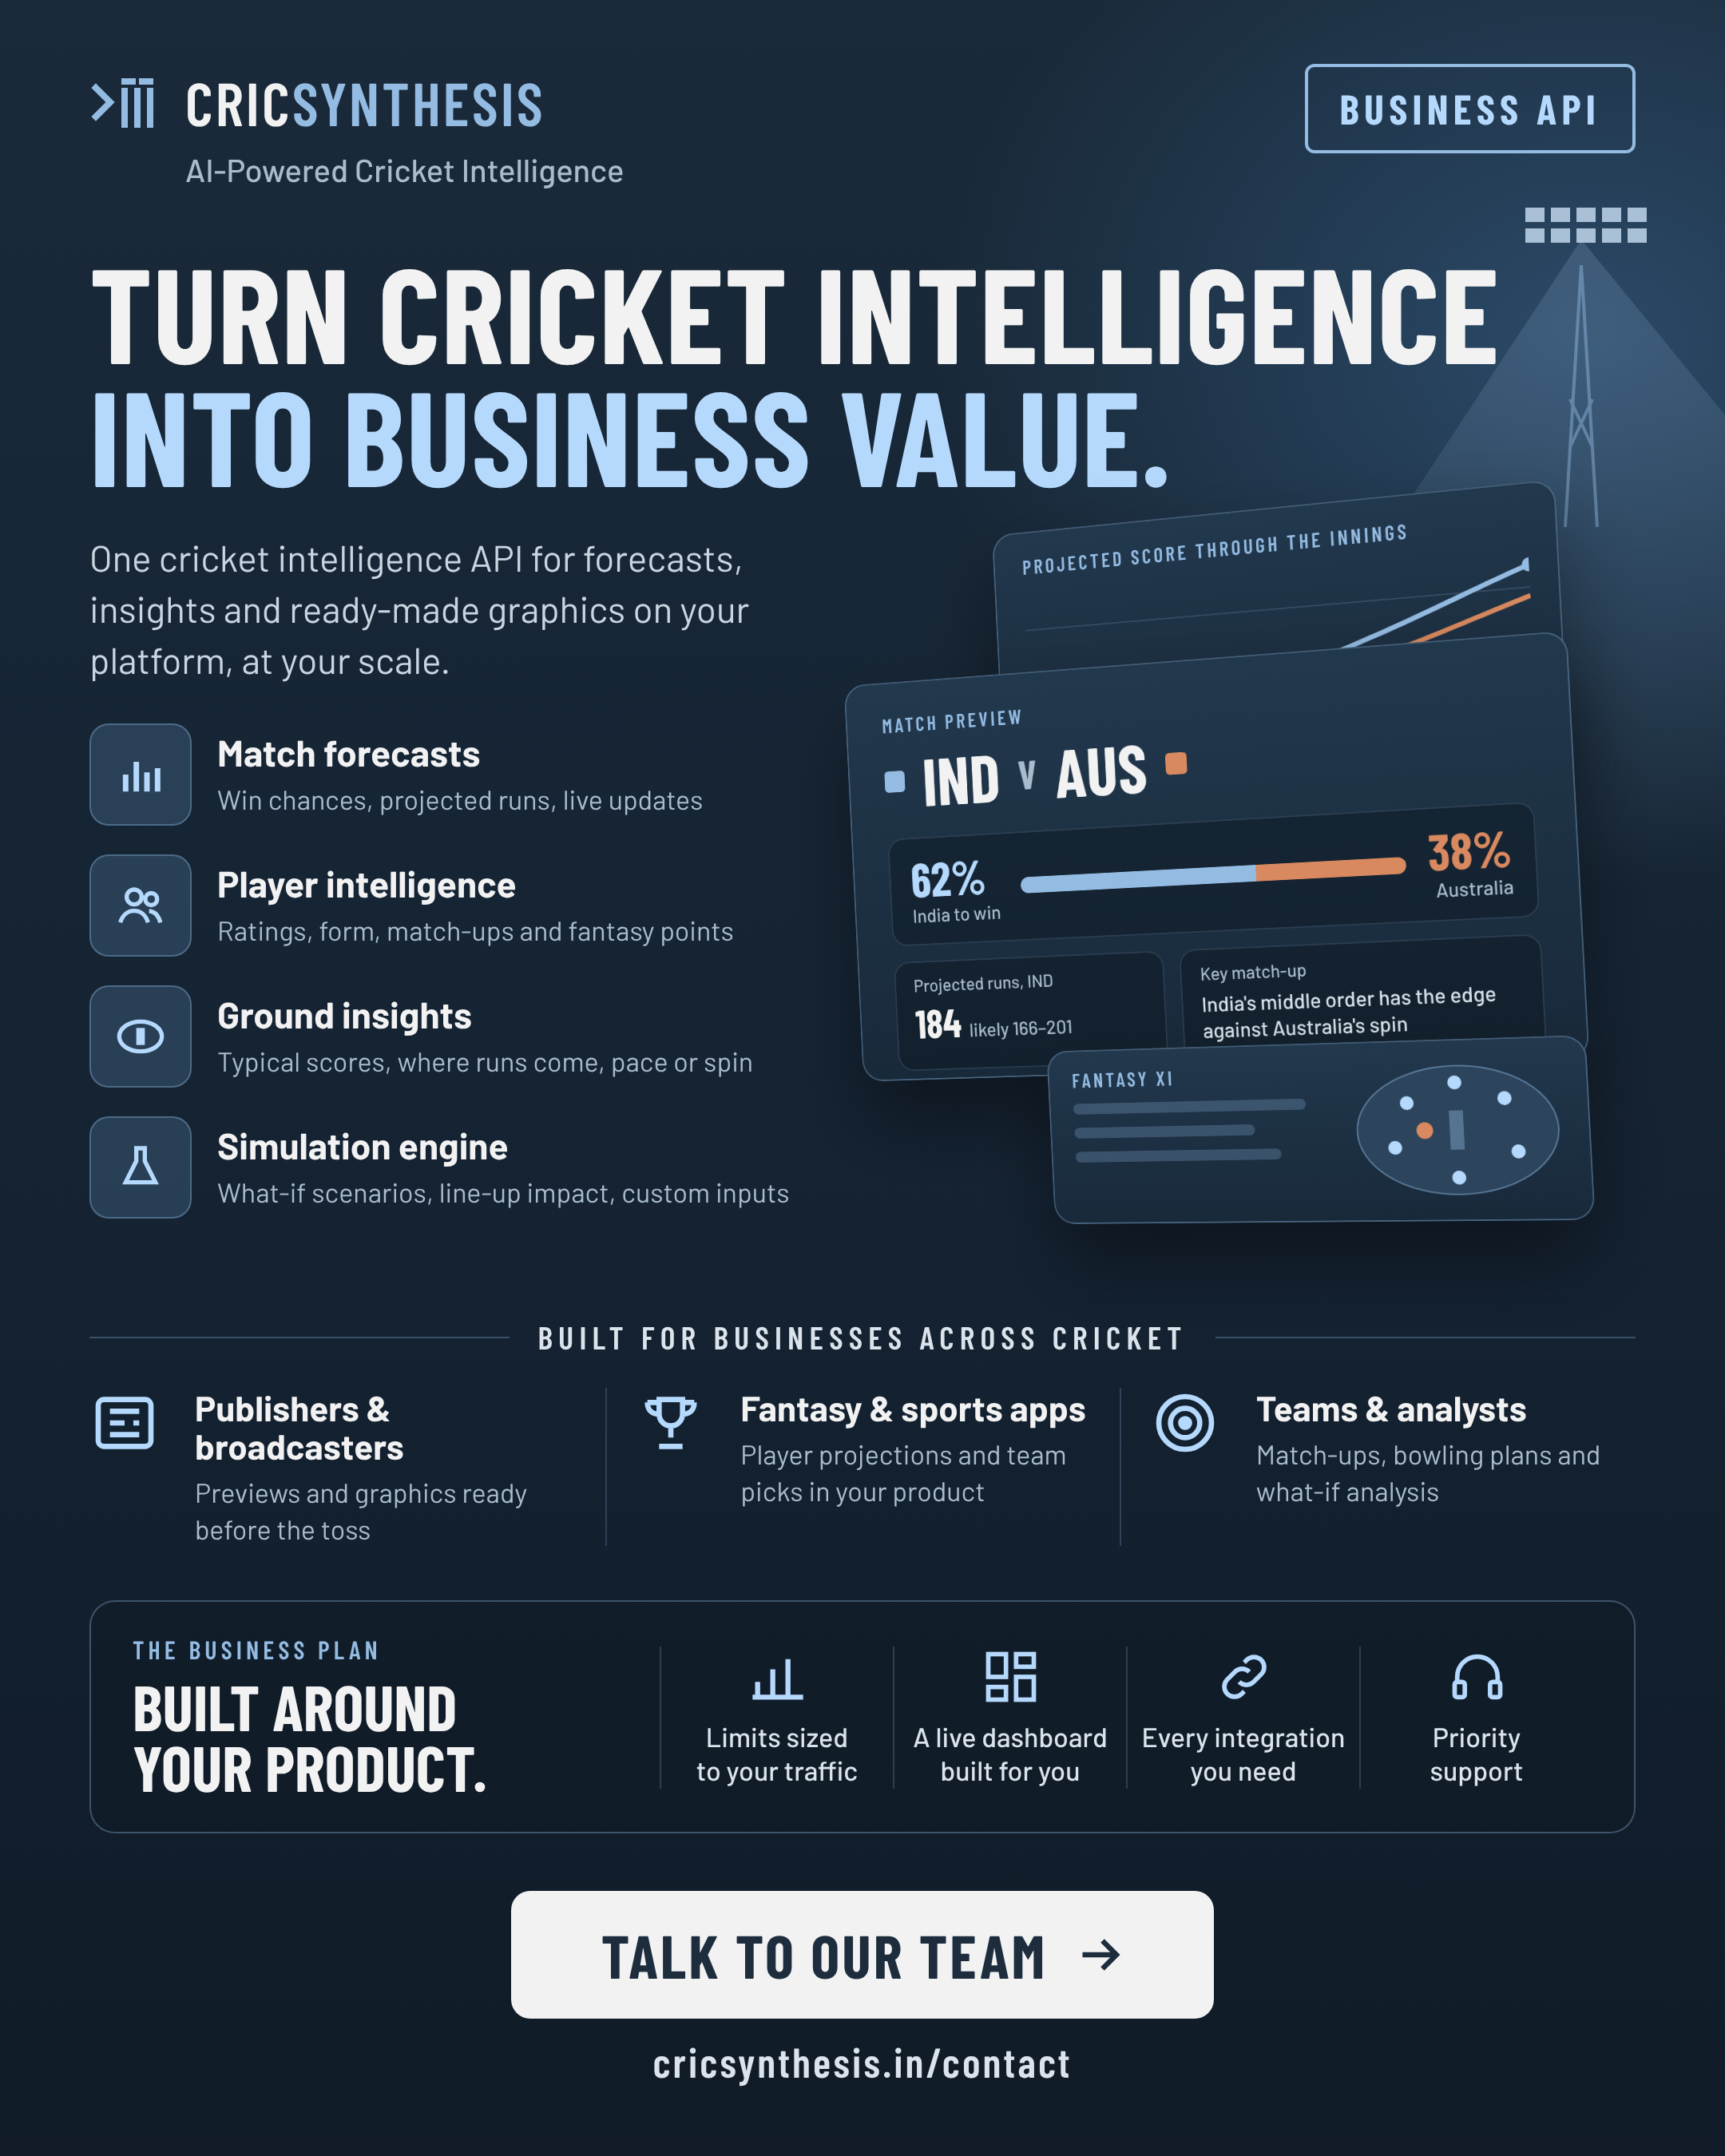 CRICSYNTHESIS
AI-Powered Cricket Intelligence
BUSINESS API
TURN CRICKET INTELLIGENCE
INTO BUSINESS VALUE.
One cricket intelligence API for forecasts,
insights and ready-made graphics on your
platform, at your scale.
Match forecasts
Win chances, projected runs, live updates
Player intelligence
Ratings, form, match-ups and fantasy points
Ground insights
Typical scores, where runs come, pace or spin
Simulation engine
What-if scenarios, line-up impact, custom inputs
PROJECTED SCORE THROUGH THE INNINGS
MATCH PREVIEW
IND V AUS
62%
India to win
38%
Australia
Projected runs, IND
184 likely 166–201
Key match-up
India's middle order has the edge
against Australia's spin
FANTASY XI
BUILT FOR BUSINESSES ACROSS CRICKET
Publishers &
broadcasters
Previews and graphics ready
before the toss
Fantasy & sports apps
Player projections and team
picks in your product
Teams & analysts
Match-ups, bowling plans and
what-if analysis
THE BUSINESS PLAN
BUILT AROUND
YOUR PRODUCT.
Limits sized
to your traffic
A live dashboard
built for you
Every integration
you need
Priority
support
TALK TO OUR TEAM →
cricsynthesis.in/contact